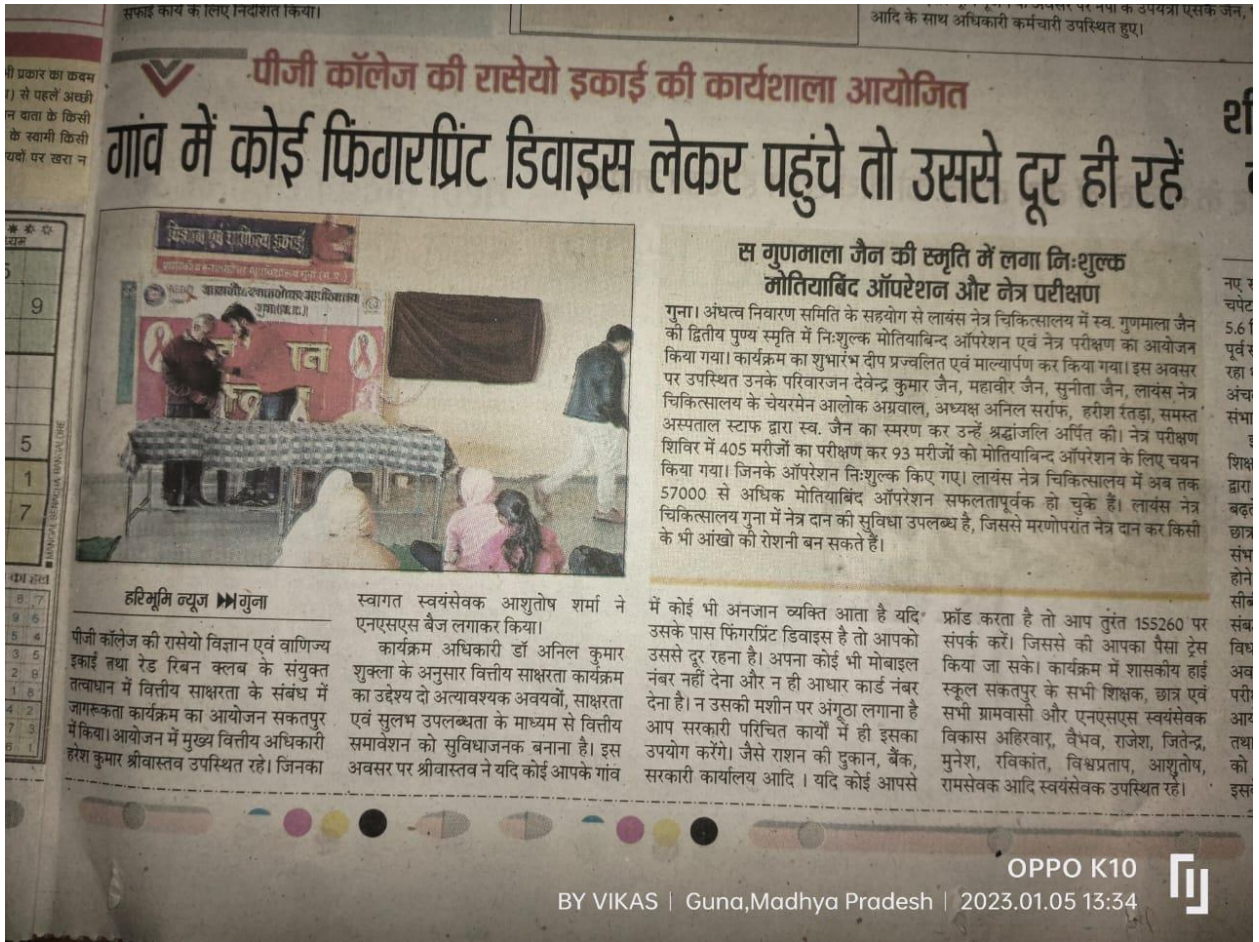 सफाई कार्य के लिए निर्देशित किया।
आदि के साथ अधिकारी कर्मचारी उपस्थित हुए।
भी प्रकार का कदम
से पहले अच्छी
न दाता के किसी
के स्वामी किसी
यदों पर खरा न
पीजी कॉलेज की रासेयो इकाई की कार्यशाला आयोजित
गांव में कोई फिंगरप्रिंट डिवाइस लेकर पहुंचे तो उससे दूर ही रहें
विज्ञान एवं वाणिज्य इकाई
स गुणमाला जैन की स्मृति में लगा निःशुल्क
मोतियाबिंद ऑपरेशन और नेत्र परीक्षण
गुना। अंधत्व निवारण समिति के सहयोग से लायंस नेत्र चिकित्सालय में स्व. गुणमाला जैन
की द्वितीय पुण्य स्मृति में निःशुल्क मोतियाबिन्द ऑपरेशन एवं नेत्र परीक्षण का आयोजन
किया गया। कार्यक्रम का शुभारंभ दीप प्रज्वलित एवं माल्यार्पण कर किया गया। इस अवसर
पर उपस्थित उनके परिवारजन देवेन्द्र कुमार जैन, महावीर जैन, सुनीता जैन, लायंस नेत्र
चिकित्सालय के चेयरमेन आलोक अग्रवाल, अध्यक्ष अनिल सर्राफ, हरीश रेतड़ा, समस्त
अस्पताल स्टाफ द्वारा स्व. जैन का स्मरण कर उन्हें श्रद्धांजलि अर्पित की। नेत्र परीक्षण
शिविर में 405 मरीजों का परीक्षण कर 93 मरीजों को मोतियाबिन्द ऑपरेशन के लिए चयन
किया गया। जिनके ऑपरेशन निःशुल्क किए गए। लायंस नेत्र चिकित्सालय में अब तक
57000 से अधिक मोतियाबिंद ऑपरेशन सफलतापूर्वक हो चुके हैं। लायंस नेत्र
चिकित्सालय गुना में नेत्र दान की सुविधा उपलब्ध है, जिससे मरणोपरांत नेत्र दान कर किसी
के भी आंखो की रोशनी बन सकते हैं।
हरिभूमि न्यूज ▶▶ गुना
पीजी कॉलेज की रासेयो विज्ञान एवं वाणिज्य
इकाई तथा रेड रिबन क्लब के संयुक्त
तत्वाधान में वित्तीय साक्षरता के संबंध में
जागरूकता कार्यक्रम का आयोजन सकतपुर
में किया। आयोजन में मुख्य वित्तीय अधिकारी
हरेश कुमार श्रीवास्तव उपस्थित रहे। जिनका
स्वागत स्वयंसेवक आशुतोष शर्मा ने
एनएसएस बैज लगाकर किया।
कार्यक्रम अधिकारी डॉ अनिल कुमार
शुक्ला के अनुसार वित्तीय साक्षरता कार्यक्रम
का उद्देश्य दो अत्यावश्यक अवयवों, साक्षरता
एवं सुलभ उपलब्धता के माध्यम से वित्तीय
समावेशन को सुविधाजनक बनाना है। इस
अवसर पर श्रीवास्तव ने यदि कोई आपके गांव
में कोई भी अंनजान व्यक्ति आता है यदि
उसके पास फिंगरप्रिंट डिवाइस है तो आपको
उससे दूर रहना है। अपना कोई भी मोबाइल
नंबर नहीं देना और न ही आधार कार्ड नंबर
देना है। न उसकी मशीन पर अंगूठा लगाना है
आप सरकारी परिचित कार्यों में ही इसका
उपयोग करेंगे। जैसे राशन की दुकान, बैंक,
सरकारी कार्यालय आदि । यदि कोई आपसे
फ्रॉड करता है तो आप तुरंत 155260 पर
संपर्क करें। जिससे की आपका पैसा ट्रेस
किया जा सके। कार्यक्रम में शासकीय हाई
स्कूल सकतपुर के सभी शिक्षक, छात्र एवं
सभी ग्रामवासी और एनएसएस स्वयंसेवक
विकास अहिरवार, वैभव, राजेश, जितेन्द्र,
मुनेश, रविकांत, विश्वप्रताप, आशुतोष,
रामसेवक आदि स्वयंसेवक उपस्थित रहे।
OPPO K10
BY VIKAS | Guna,Madhya Pradesh | 2023.01.05 13:34